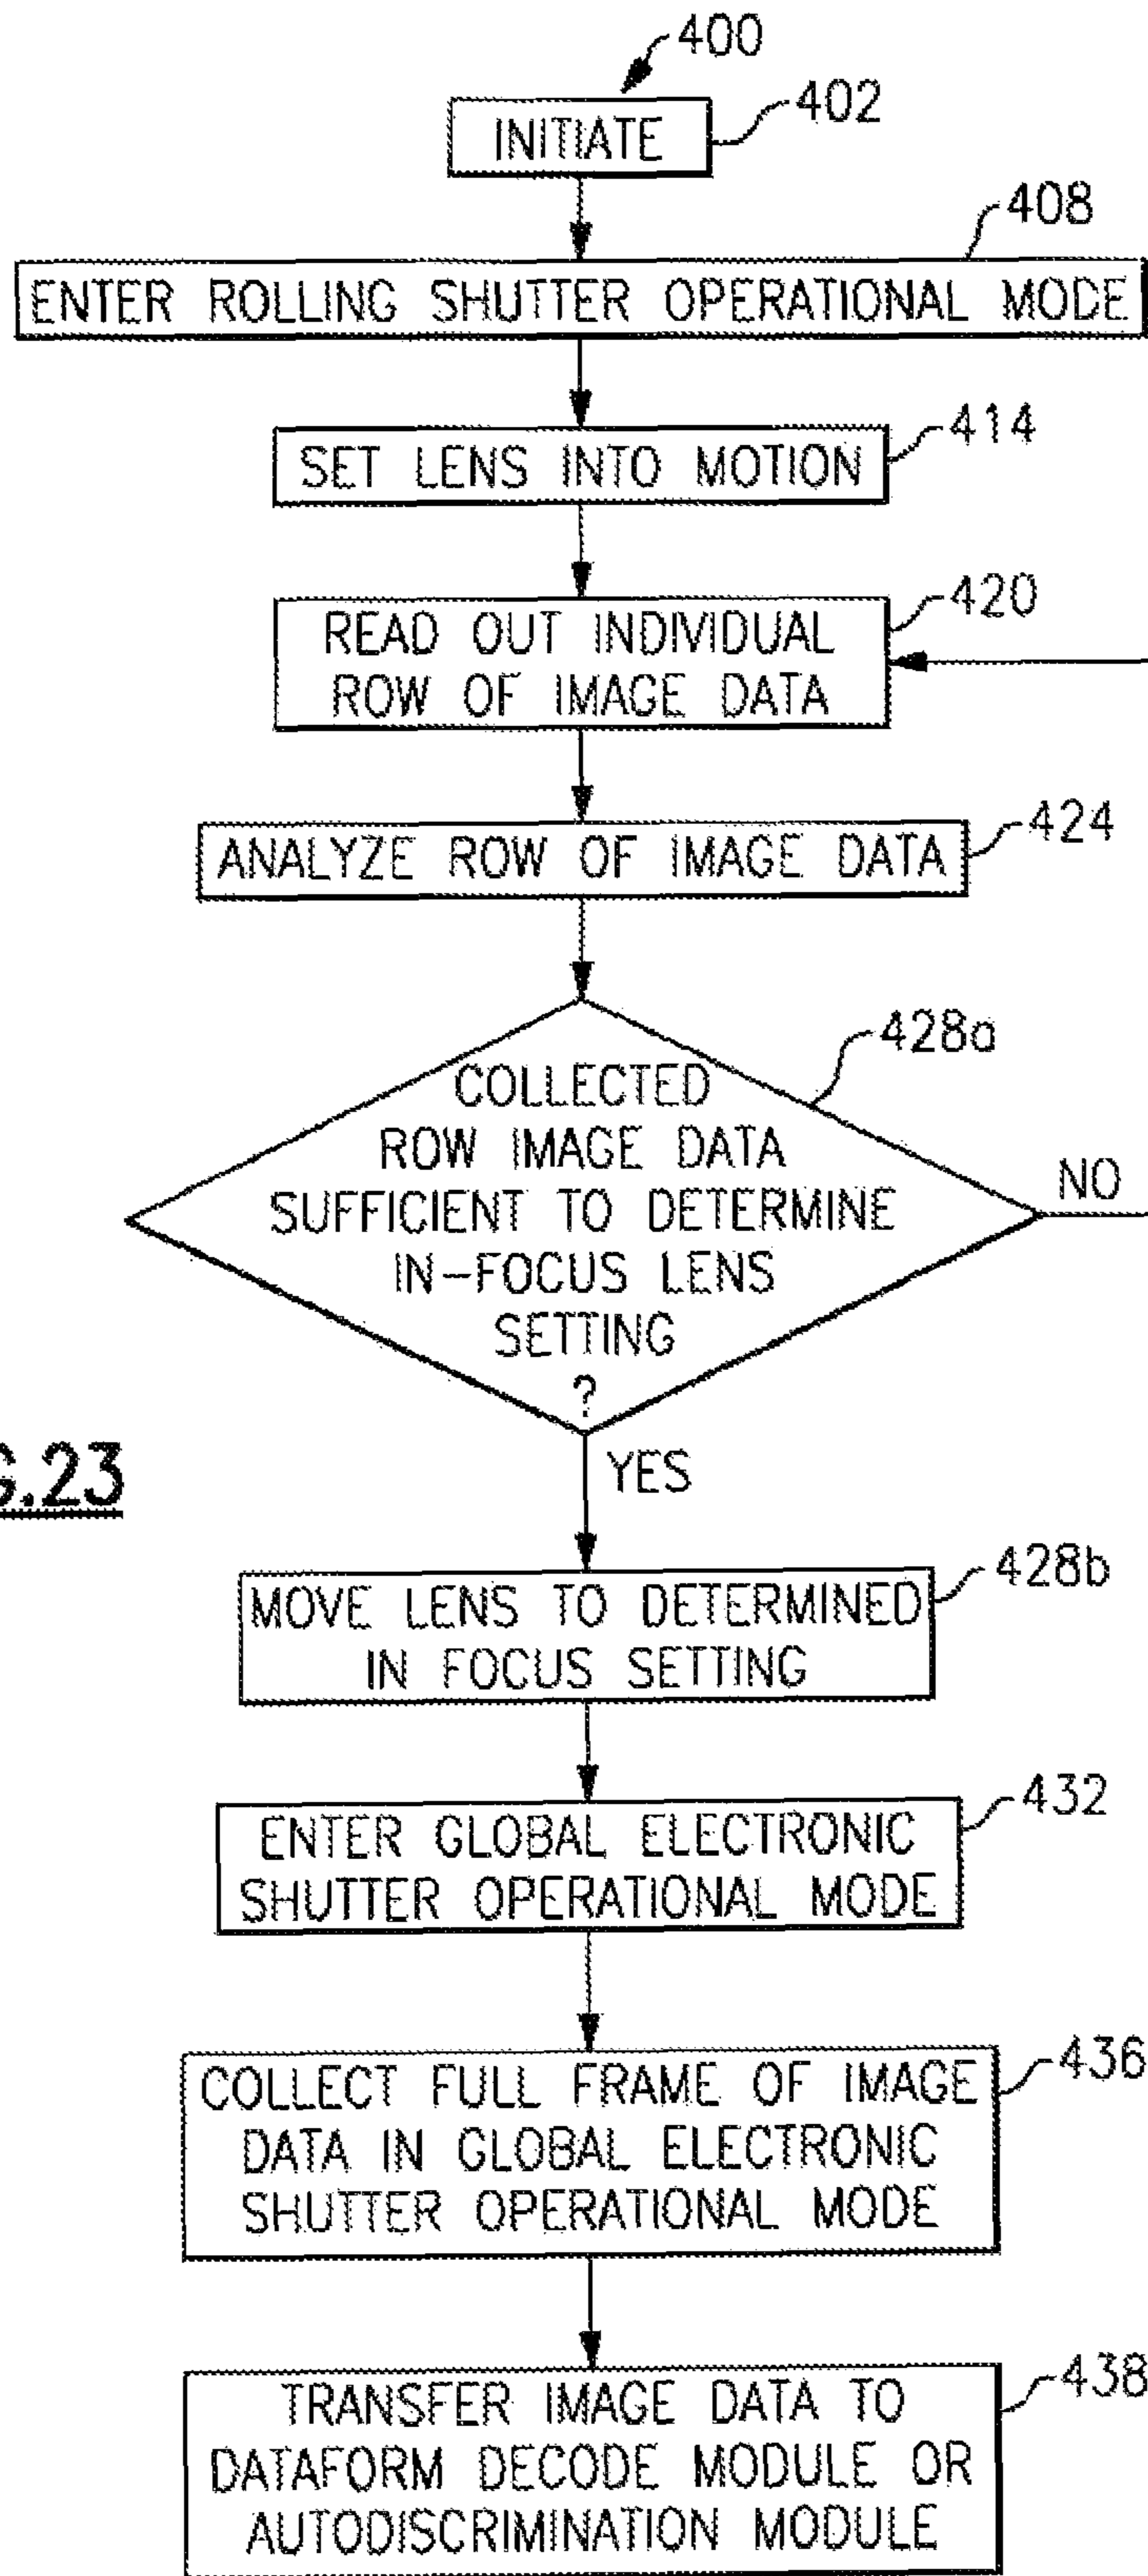 400
402
INITIATE
408
ENTER ROLLING SHUTTER OPERATIONAL MODE
414
SET LENS INTO MOTION
420
READ OUT INDIVIDUAL
ROW OF IMAGE DATA
424
ANALYZE ROW OF IMAGE DATA
428a
COLLECTED
ROW IMAGE DATA
SUFFICIENT TO DETERMINE
IN-FOCUS LENS
SETTING
?
NO
YES
G.23
428b
MOVE LENS TO DETERMINED
IN FOCUS SETTING
432
ENTER GLOBAL ELECTRONIC
SHUTTER OPERATIONAL MODE
436
COLLECT FULL FRAME OF IMAGE
DATA IN GLOBAL ELECTRONIC
SHUTTER OPERATIONAL MODE
438
TRANSFER IMAGE DATA TO
DATAFORM DECODE MODULE OR
AUTODISCRIMINATION MODULE